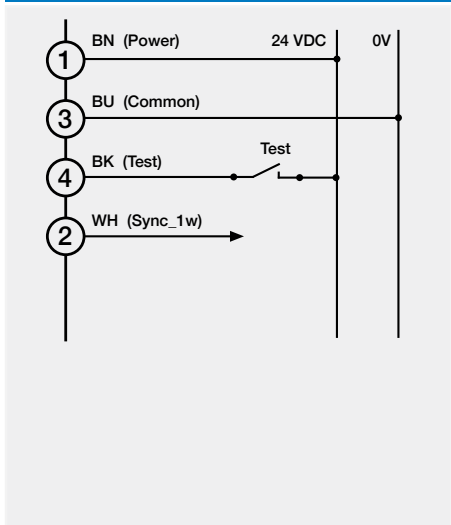 BN (Power) 24 VDC 0V
1
BU (Common)
3
BK (Test) Test
4
WH (Sync_1w)
2